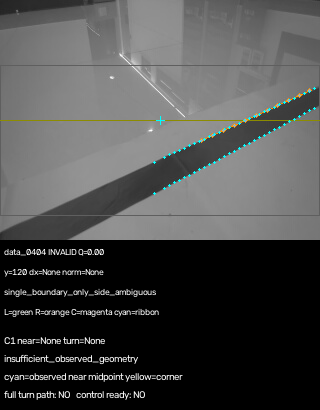 data_0404 INVALID Q=0.00
y=120 dx=None norm=None
single_boundary_only_side_ambiguous
L=green R=orange C=magenta cyan=ribbon
C1 near=None turn=None
insufficient_observed_geometry
cyan=observed near midpoint yellow=corner
full turn path: NO control ready: NO